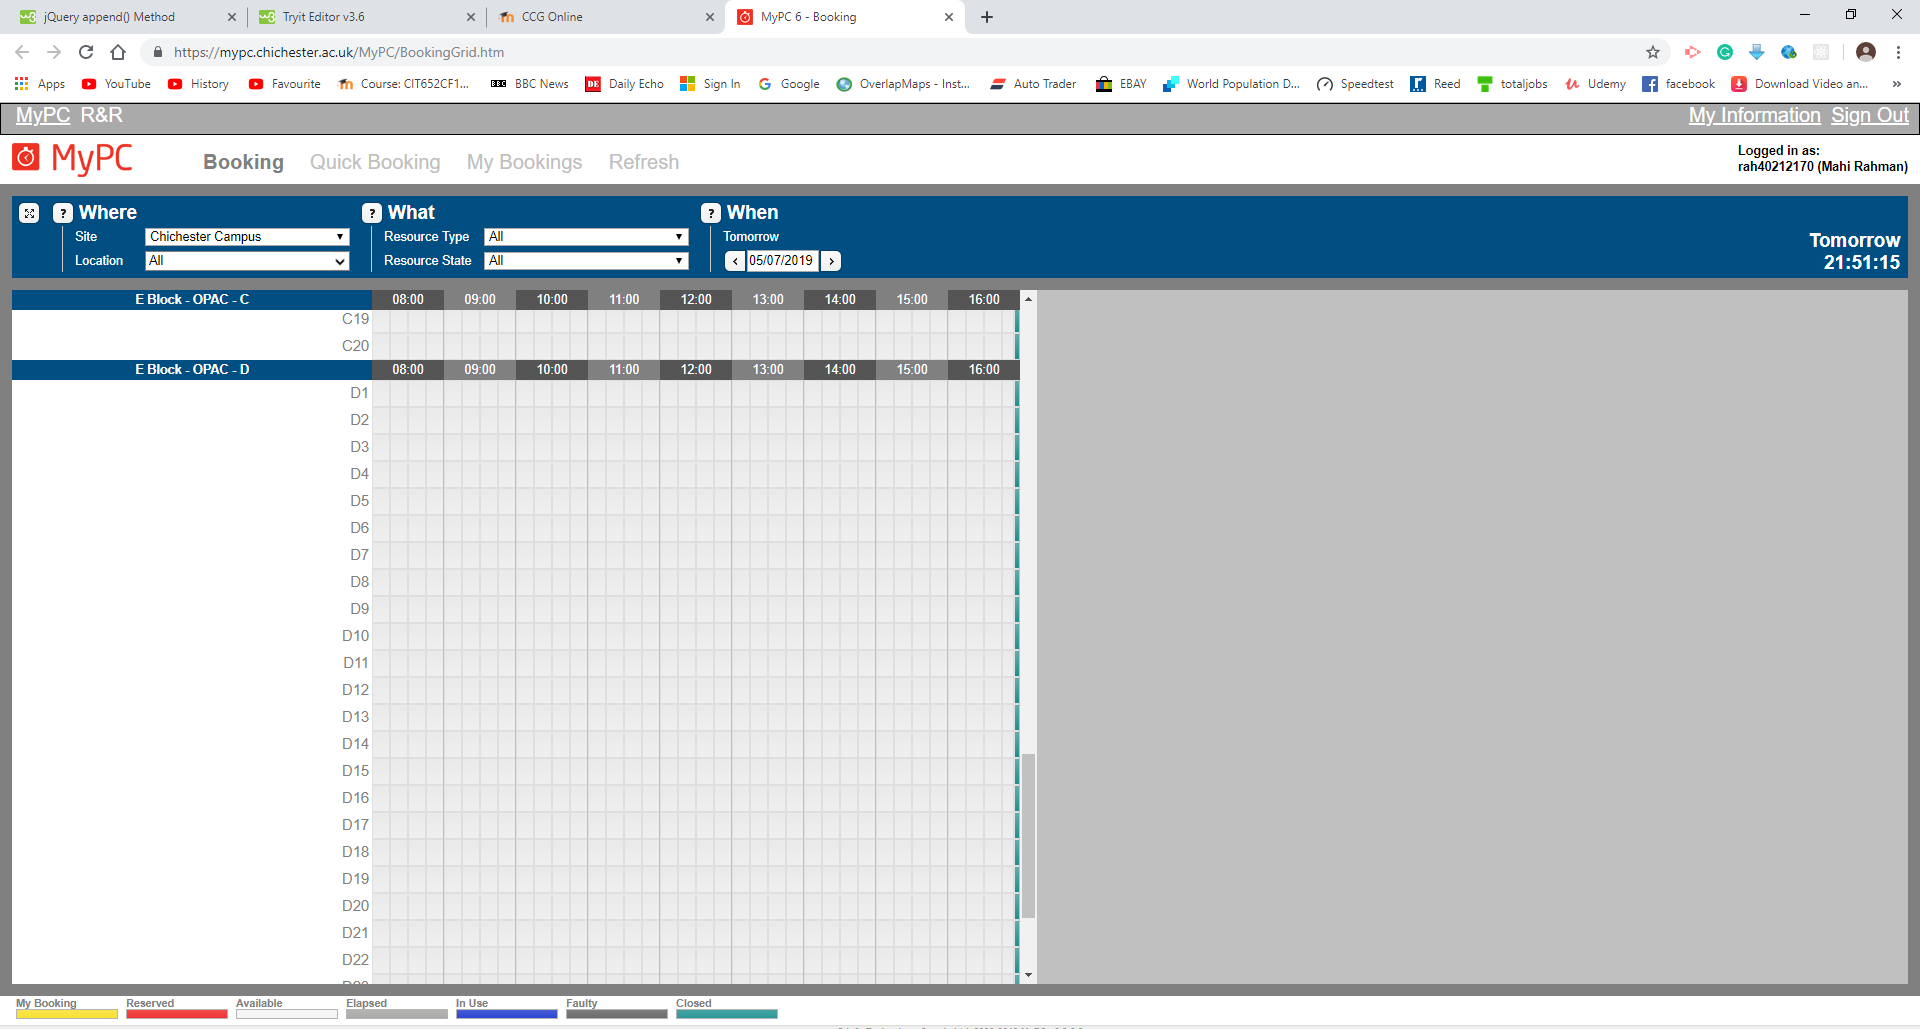 jQuery append() Method
Tryit Editor v3.6
CCG Online
MyPC 6 - Booking
https://mypc.chichester.ac.uk/MyPC/BookingGrid.htm
Apps YouTube History Favourite Course: CIT652CF1... BBC News Daily Echo Sign In Google OverlapMaps - Inst... Auto Trader EBAY World Population D... Speedtest Reed totaljobs Udemy facebook Download Video an... »
MyPC R&R My Information Sign Out
MyPC Booking Quick Booking My Bookings Refresh
Logged in as:
rah40212170 (Mahi Rahman)
? Where ? What ? When
Site Chichester Campus Resource Type All Tomorrow
Location All Resource State All < 05/07/2019 >
Tomorrow
21:51:15
E Block - OPAC - C 08:00 09:00 10:00 11:00 12:00 13:00 14:00 15:00 16:00
C19
C20
E Block - OPAC - D 08:00 09:00 10:00 11:00 12:00 13:00 14:00 15:00 16:00
D1
D2
D3
D4
D5
D6
D7
D8
D9
D10
D11
D12
D13
D14
D15
D16
D17
D18
D19
D20
D21
D22
My Booking Reserved Available Elapsed In Use Faulty Closed